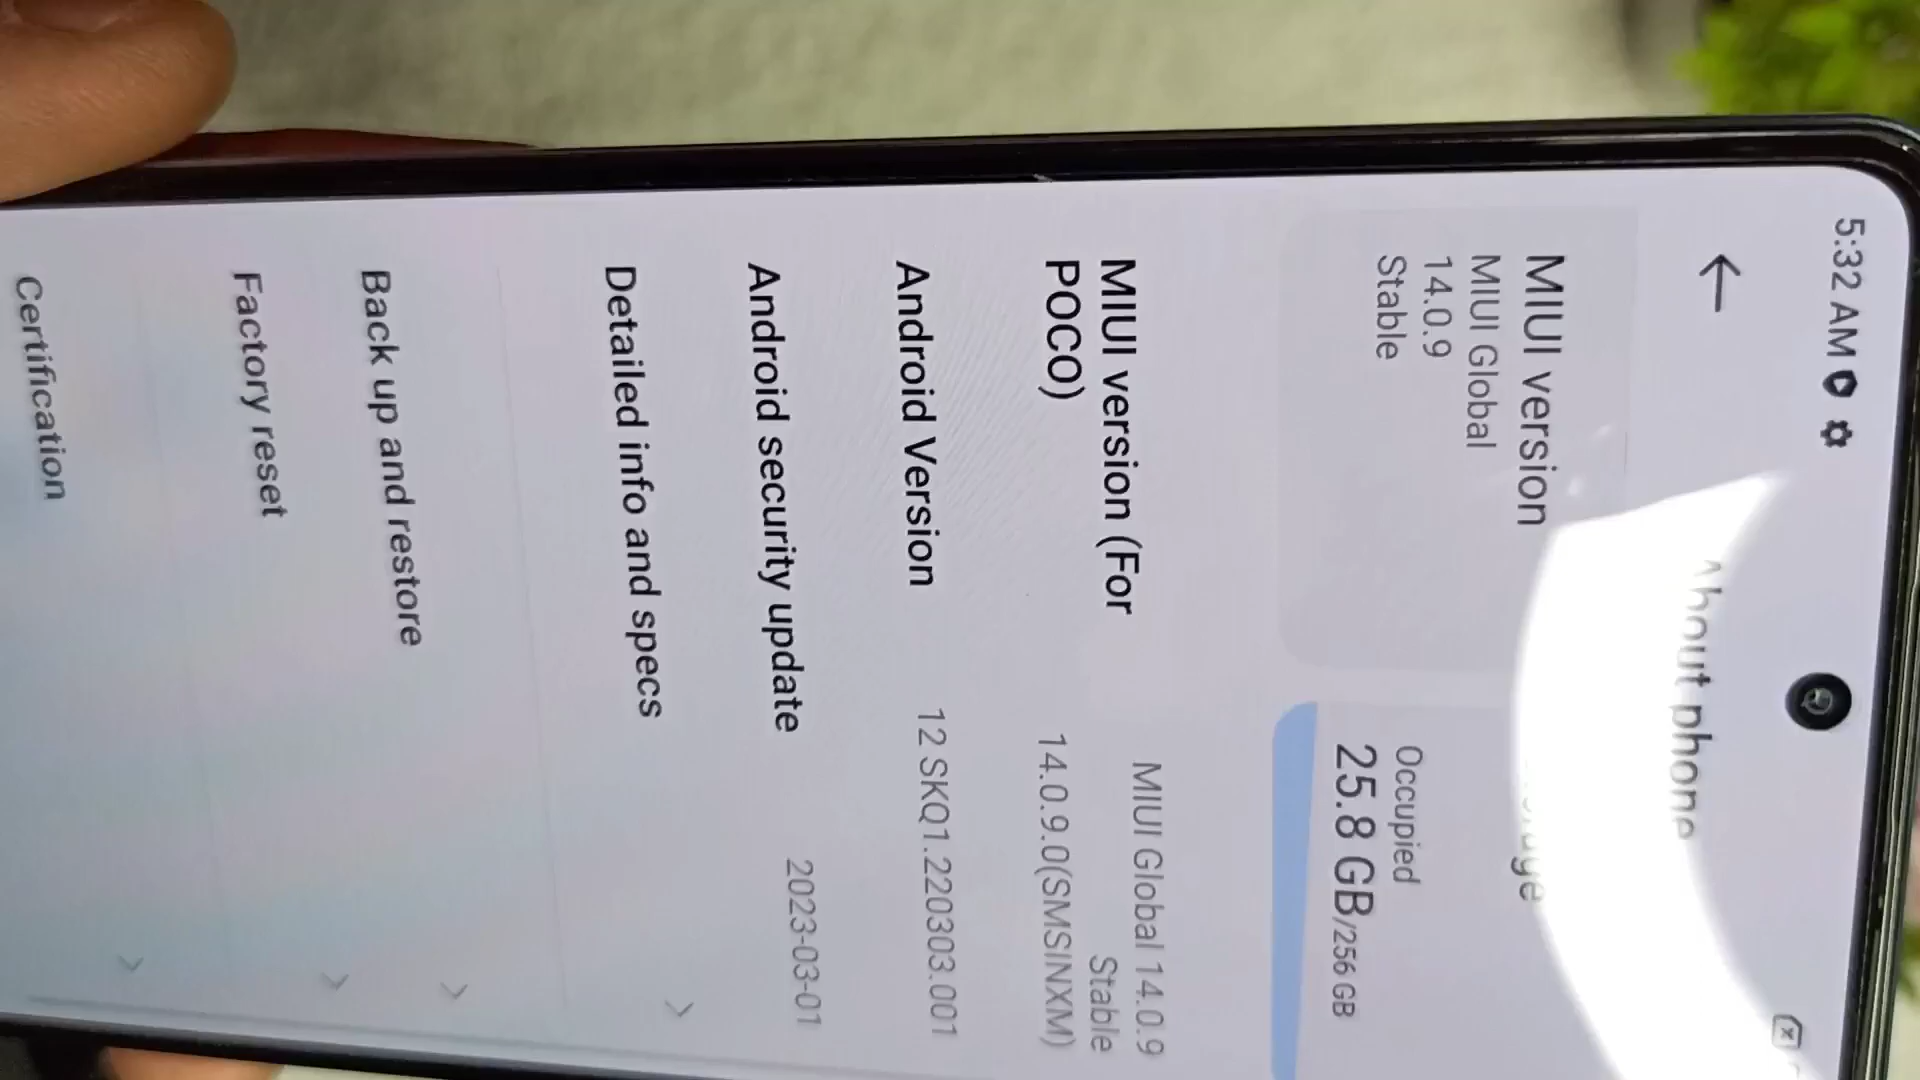 5:32 AM
About phone
MIUI version
MIUI Global
14.0.9
Stable
Occupied
25.8 GB/256 GB
MIUI version (For
POCO)
MIUI Global 14.0.9
Stable
14.0.9.0(SMSINXM)
Android Version
12 SKQ1.220303.001
Android security update
2023-03-01
Detailed info and specs
Back up and restore
Factory reset
Certification